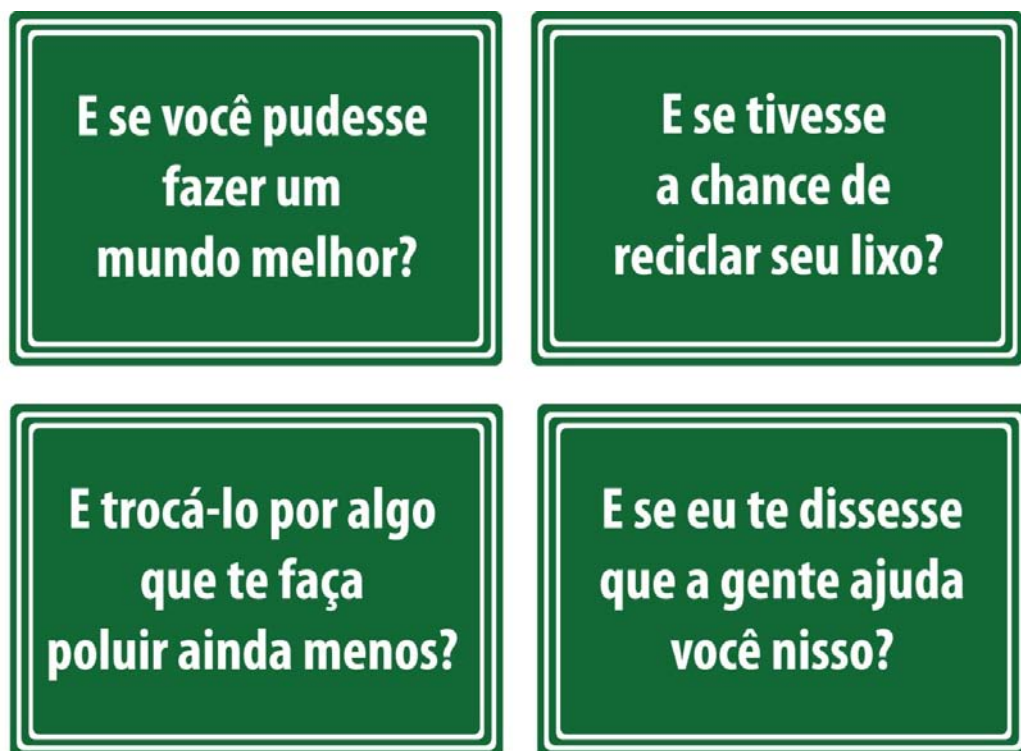 E se você pudesse
fazer um
mundo melhor?
E se tivesse
a chance de
reciclar seu lixo?
E trocá-lo por algo
que te faça
poluir ainda menos?
E se eu te dissesse
que a gente ajuda
você nisso?